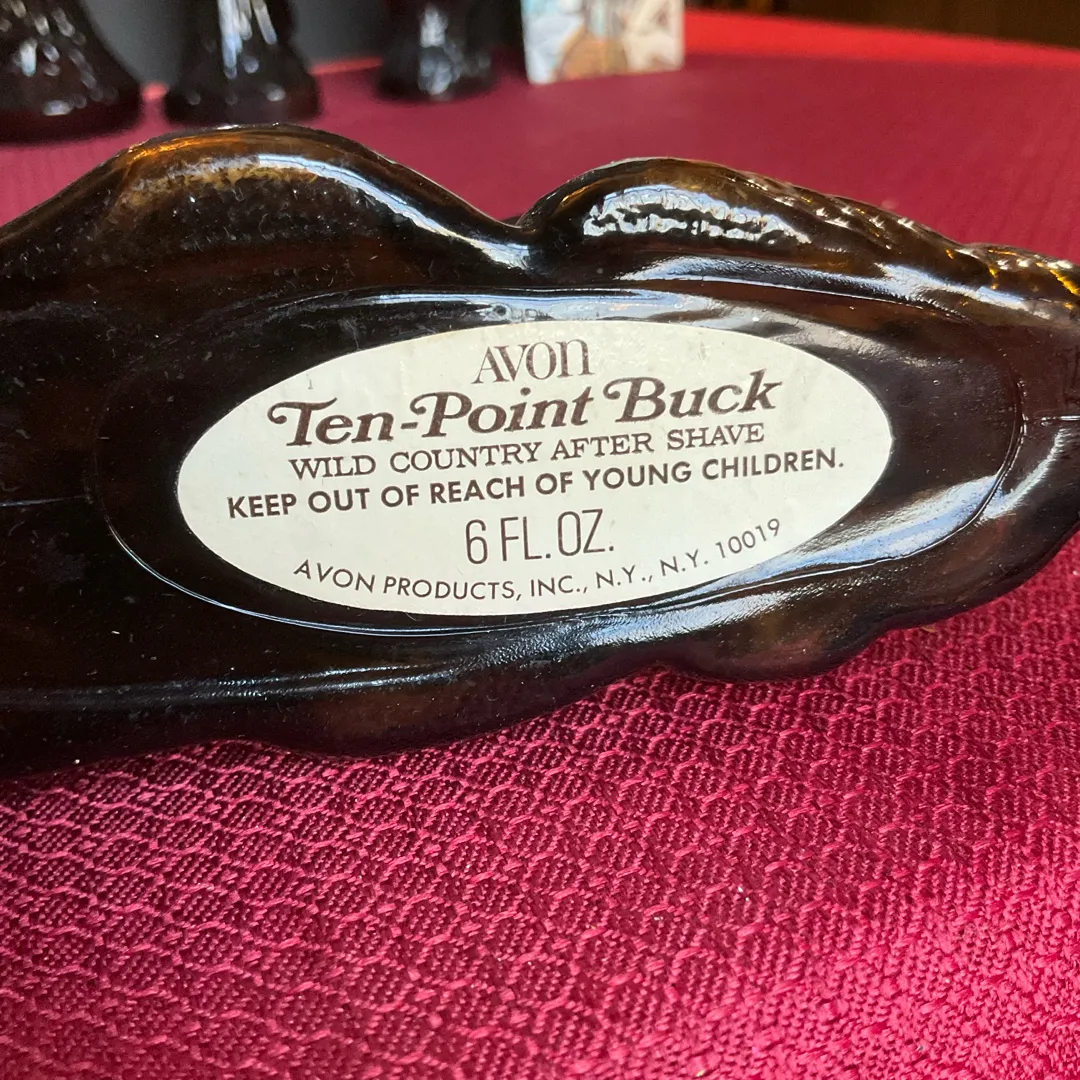 AVON
Ten-Point Buck
WILD COUNTRY AFTER SHAVE
KEEP OUT OF REACH OF YOUNG CHILDREN.
6 FL. OZ.
AVON PRODUCTS, INC., N.Y., N.Y. 10019